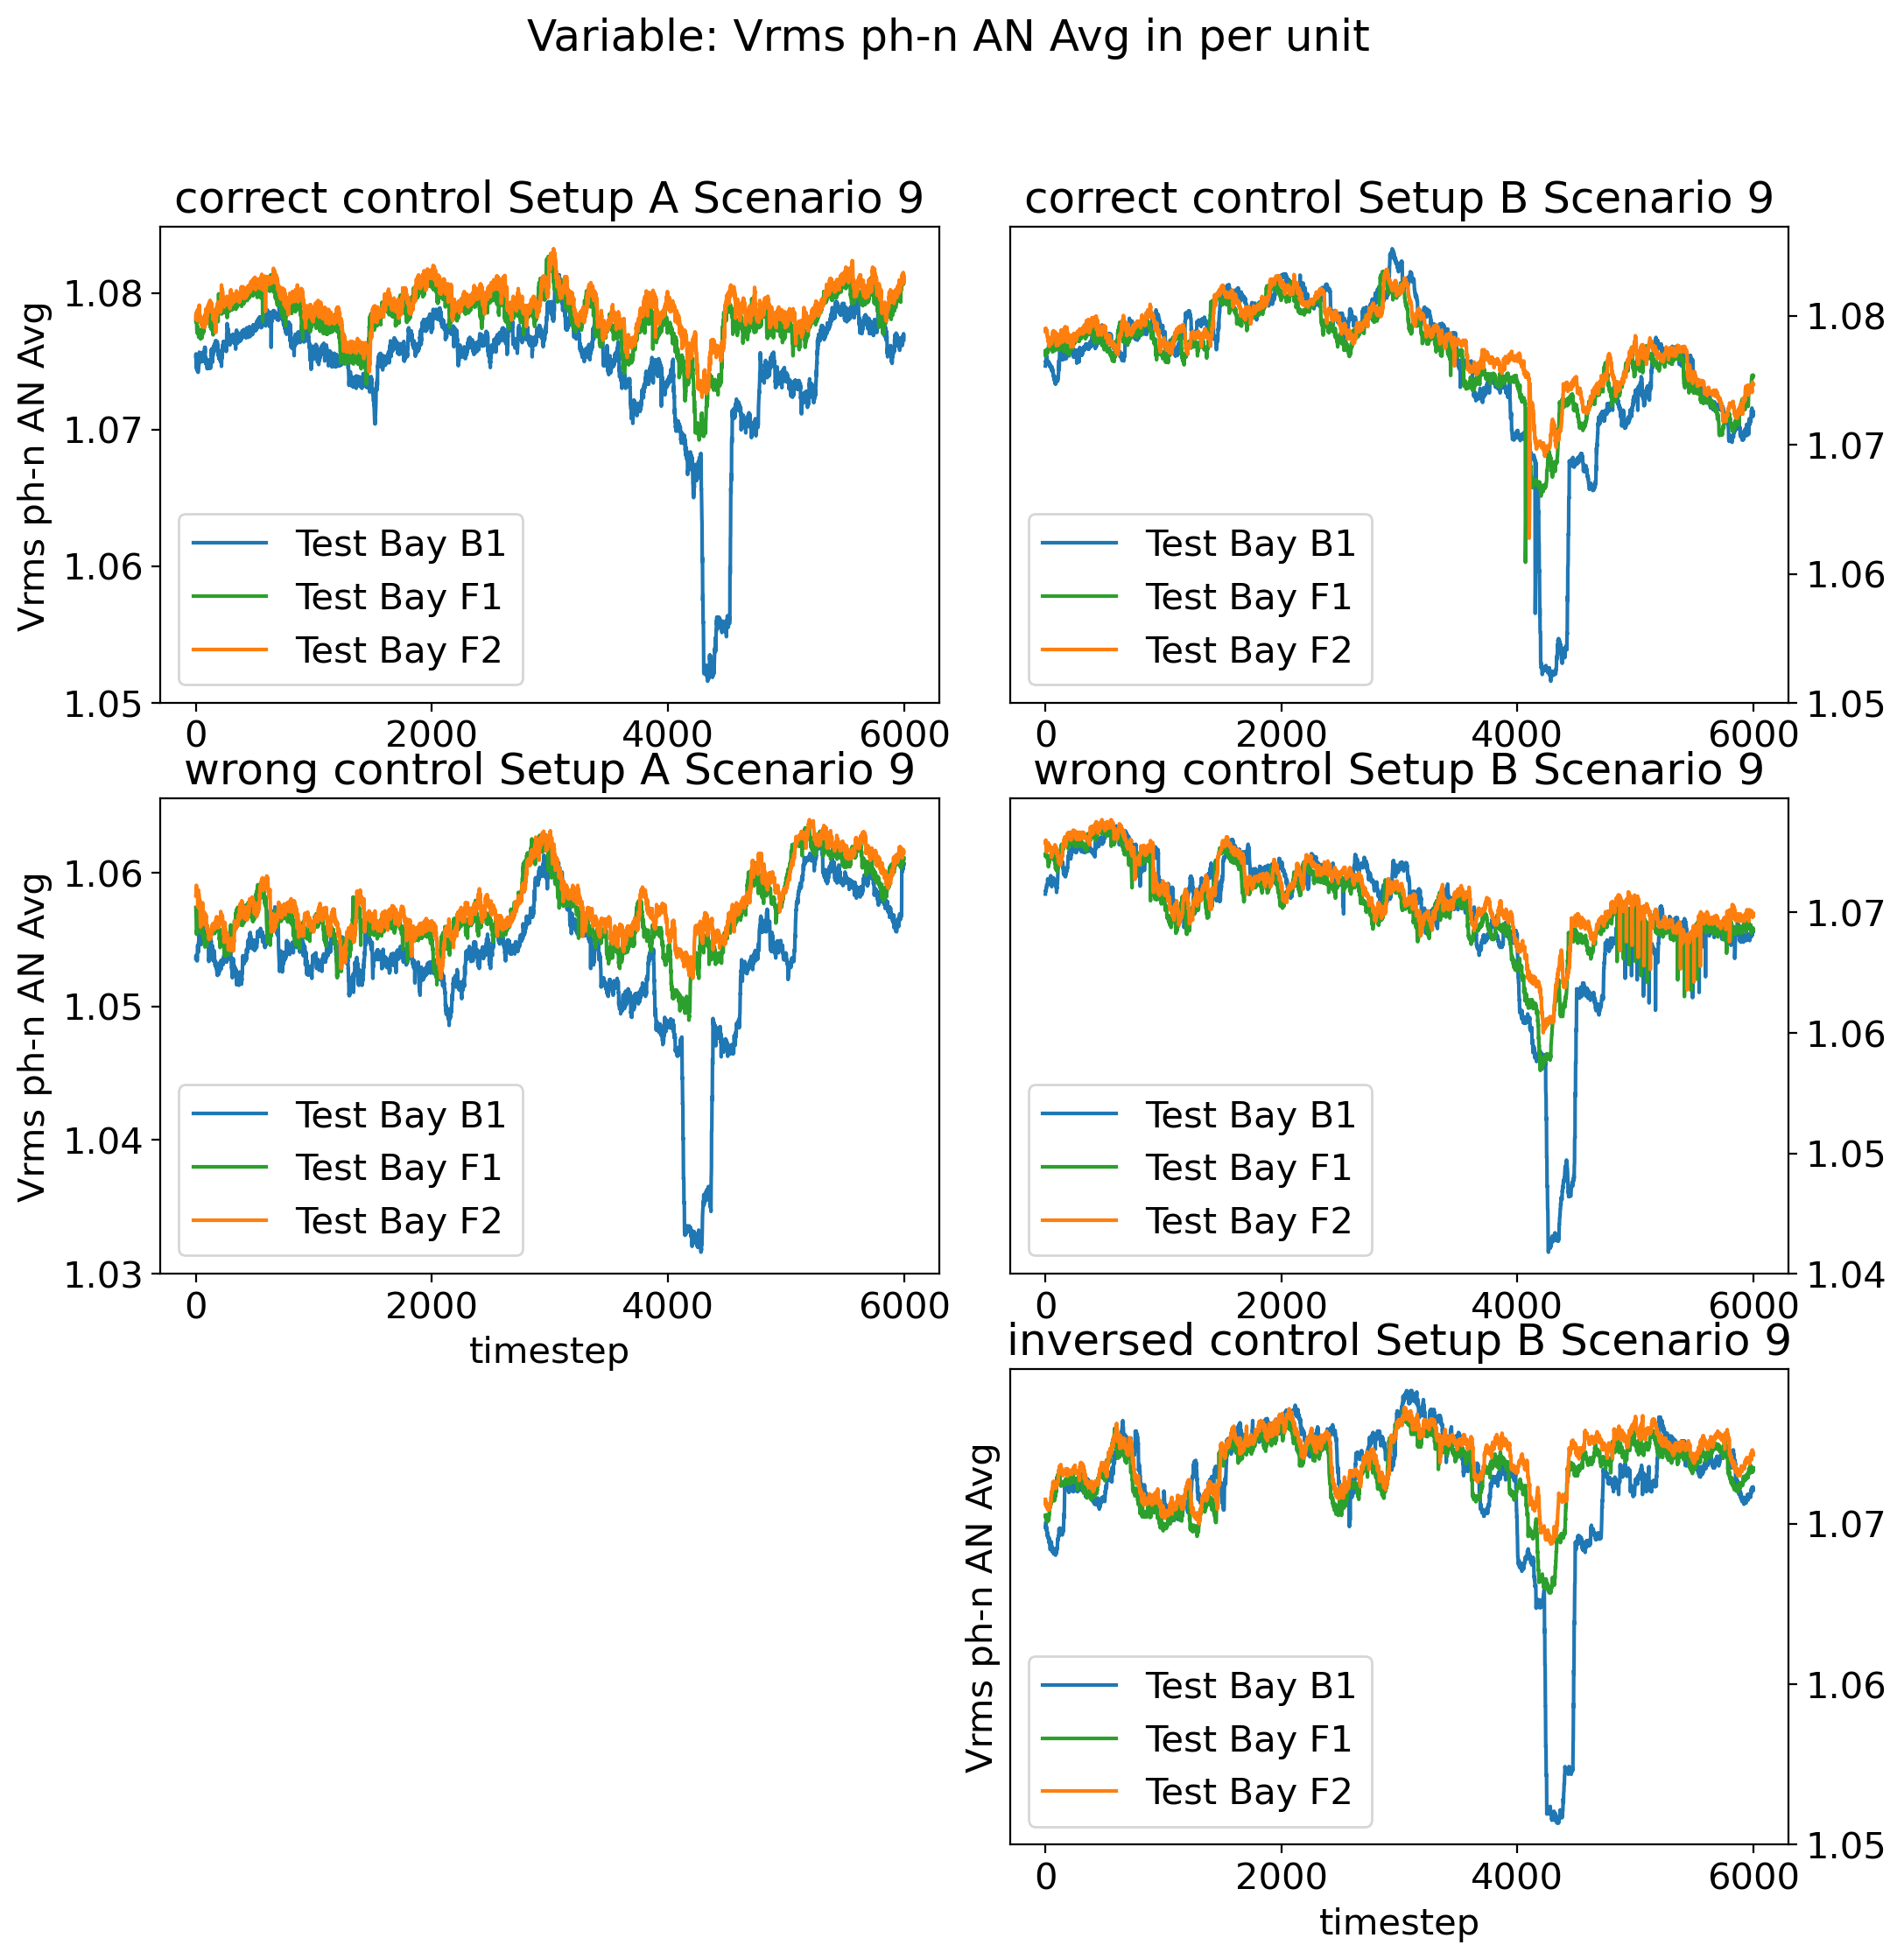 Variable: Vrms ph-n AN Avg in per unit
correct control Setup A Scenario 9
Vrms ph-n AN Avg
1.08
1.07
1.06
1.05
Test Bay B1
Test Bay F1
Test Bay F2
0 2000 4000 6000
correct control Setup B Scenario 9
1.08
1.07
1.06
1.05
Test Bay B1
Test Bay F1
Test Bay F2
0 2000 4000 6000
wrong control Setup A Scenario 9
Vrms ph-n AN Avg
1.06
1.05
1.04
1.03
Test Bay B1
Test Bay F1
Test Bay F2
0 2000 4000 6000
timestep
wrong control Setup B Scenario 9
1.07
1.06
1.05
1.04
Test Bay B1
Test Bay F1
Test Bay F2
0 2000 4000 6000
inversed control Setup B Scenario 9
Vrms ph-n AN Avg
1.07
1.06
1.05
Test Bay B1
Test Bay F1
Test Bay F2
0 2000 4000 6000
timestep